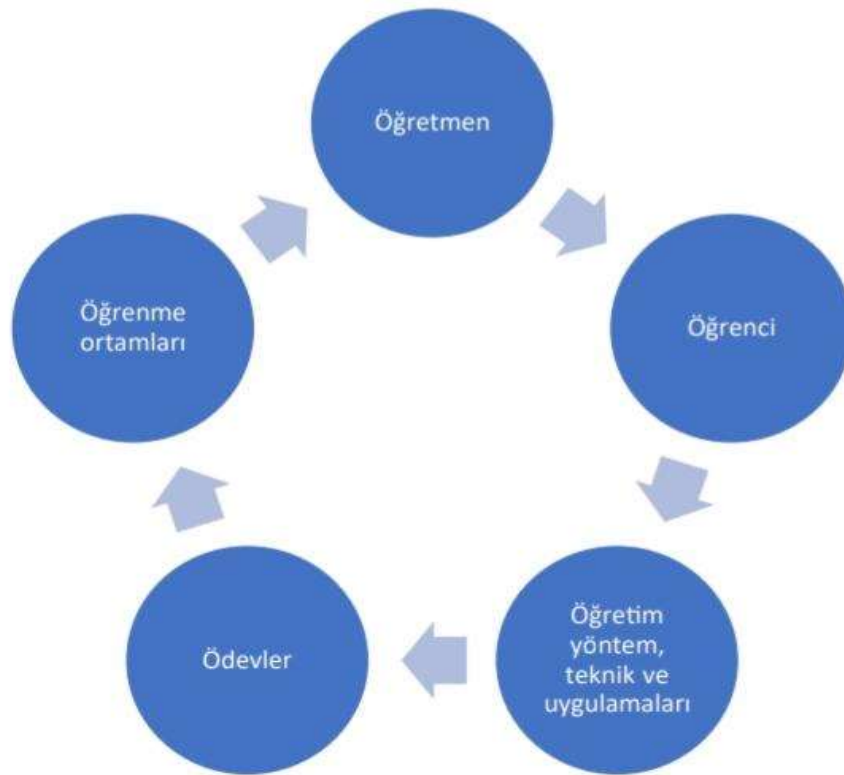 Öğretmen
Öğrenci
Öğretim
yöntem,
teknik ve
uygulamaları
Ödevler
Öğrenme
ortamları